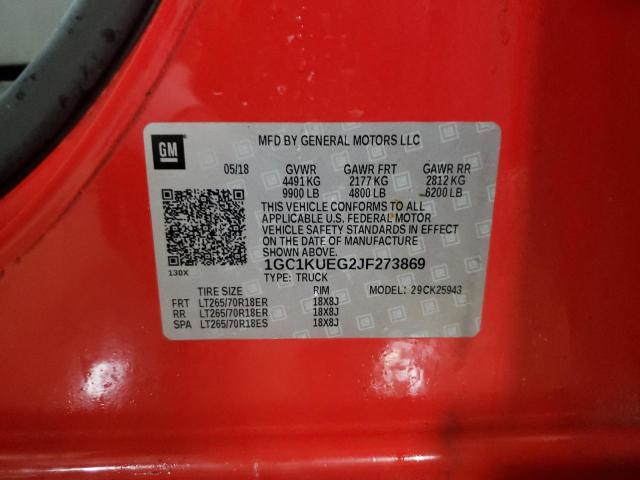 GM
MFD BY GENERAL MOTORS LLC
05/18 GVWR GAWR FRT GAWR RR
4491 KG 2177 KG 2812 KG
9900 LB 4800 LB 6200 LB
THIS VEHICLE CONFORMS TO ALL
APPLICABLE U.S. FEDERAL MOTOR
VEHICLE SAFETY STANDARDS IN EFFECT
ON THE DATE OF MANUFACTURE
SHOWN ABOVE.
1GC1KUEG2JF273869
130X
TYPE: TRUCK
TIRE SIZE RIM MODEL: 29CK25943
FRT LT265/70R18ER 18X8J
RR LT265/70R18ER 18X8J
SPA LT265/70R18ES 18X8J